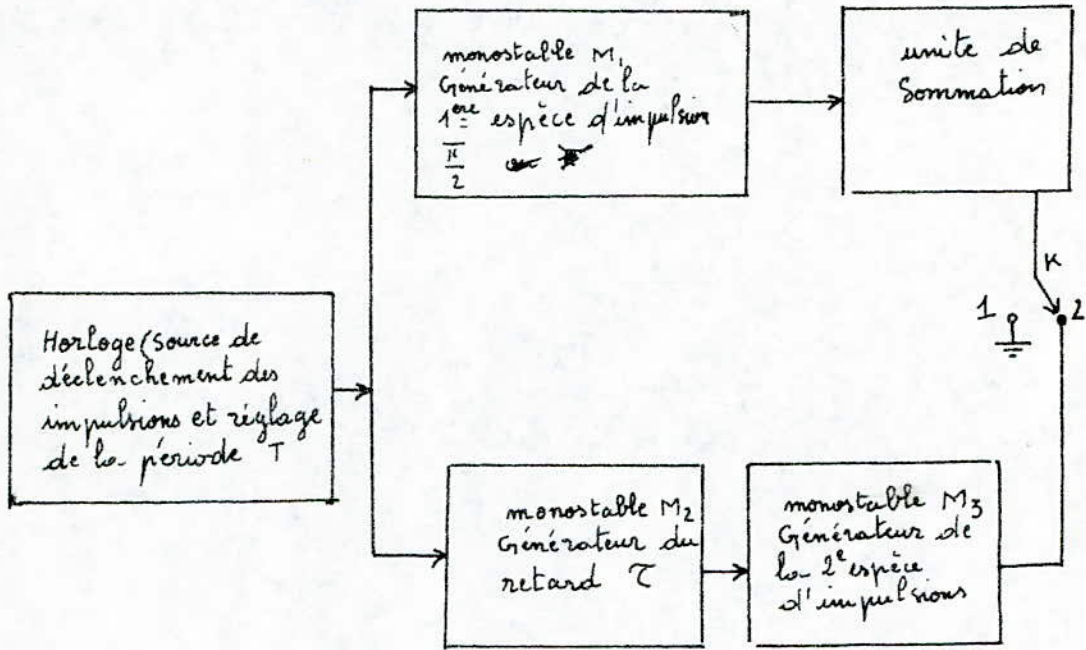 monostable M₁
Générateur de la
1ère espèce d'impulsion
π/2
unite de
Sommation
K
1
2
Horloge (Source de
déclenchement des
impulsions et réglage
de la période T
monostable M₂
Générateur du
retard τ
monostable M₃
Générateur de
la 2e espèce
d'impulsions